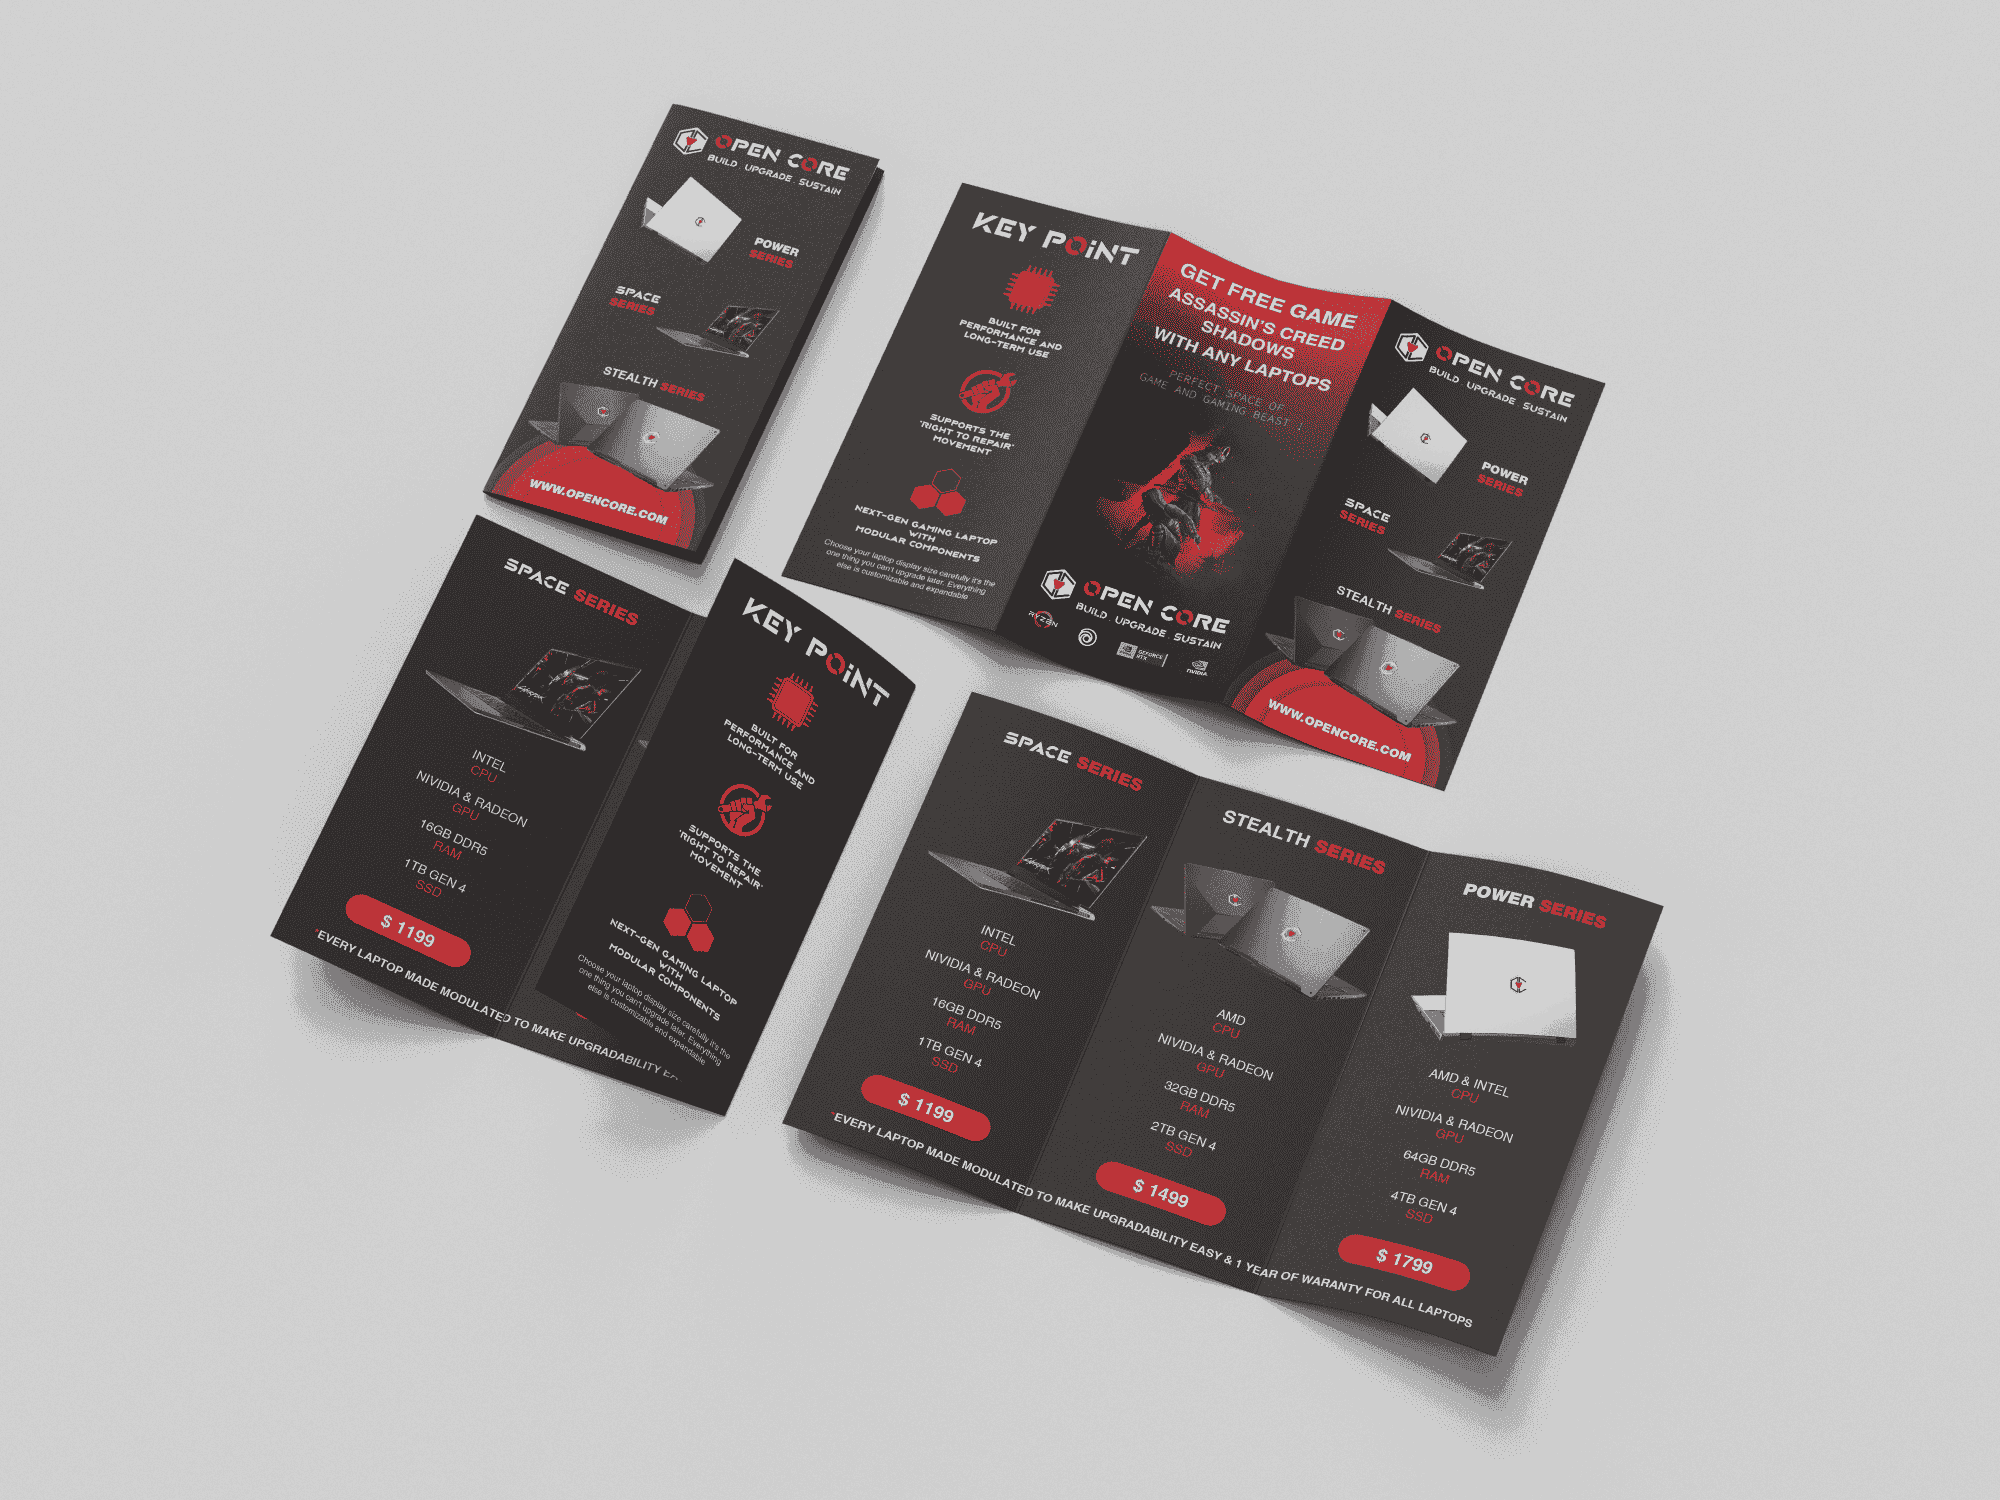 OPEN CORE
BUILD . UPGRADE . SUSTAIN
POWER
SERIES
SPACE
SERIES
STEALTH SERIES
WWW.OPENCORE.COM
KEY POiNT
BUILT FOR
PERFORMANCE AND
LONG-TERM USE
SUPPORTS THE
'RIGHT TO REPAIR'
MOVEMENT
NEXT-GEN GAMING LAPTOP
WITH
MODULAR COMPONENTS
Choose your laptop display size carefully it's the
one thing you can't upgrade later. Everything
else is customizable and expandable
GET FREE GAME
ASSASSIN'S CREED
SHADOWS
WITH ANY LAPTOPS
PERFECT SPACE OF
GAME AND GAMING BEAST !
OPEN CORE
BUILD . UPGRADE . SUSTAIN
RYZEN
GEFORCE
RTX
NVIDIA
OPEN CORE
BUILD . UPGRADE . SUSTAIN
POWER
SERIES
SPACE
SERIES
STEALTH SERIES
WWW.OPENCORE.COM
SPACE SERIES
INTEL
CPU
NIVIDIA & RADEON
GPU
16GB DDR5
RAM
1TB GEN 4
SSD
$ 1199
*EVERY LAPTOP MADE MODULATED TO MAKE UPGRADABILITY
KEY POiNT
BUILT FOR
PERFORMANCE AND
LONG-TERM USE
SUPPORTS THE
'RIGHT TO REPAIR'
MOVEMENT
NEXT-GEN GAMING LAPTOP
WITH
MODULAR COMPONENTS
Choose your laptop display size carefully it's the
one thing you can't upgrade later. Everything
else is customizable and expandable
SPACE SERIES
INTEL
CPU
NIVIDIA & RADEON
GPU
16GB DDR5
RAM
1TB GEN 4
SSD
$ 1199
STEALTH SERIES
AMD
CPU
NIVIDIA & RADEON
GPU
32GB DDR5
RAM
2TB GEN 4
SSD
$ 1499
POWER SERIES
AMD & INTEL
CPU
NIVIDIA & RADEON
GPU
64GB DDR5
RAM
4TB GEN 4
SSD
$ 1799
*EVERY LAPTOP MADE MODULATED TO MAKE UPGRADABILITY EASY & 1 YEAR OF WARANTY FOR ALL LAPTOPS